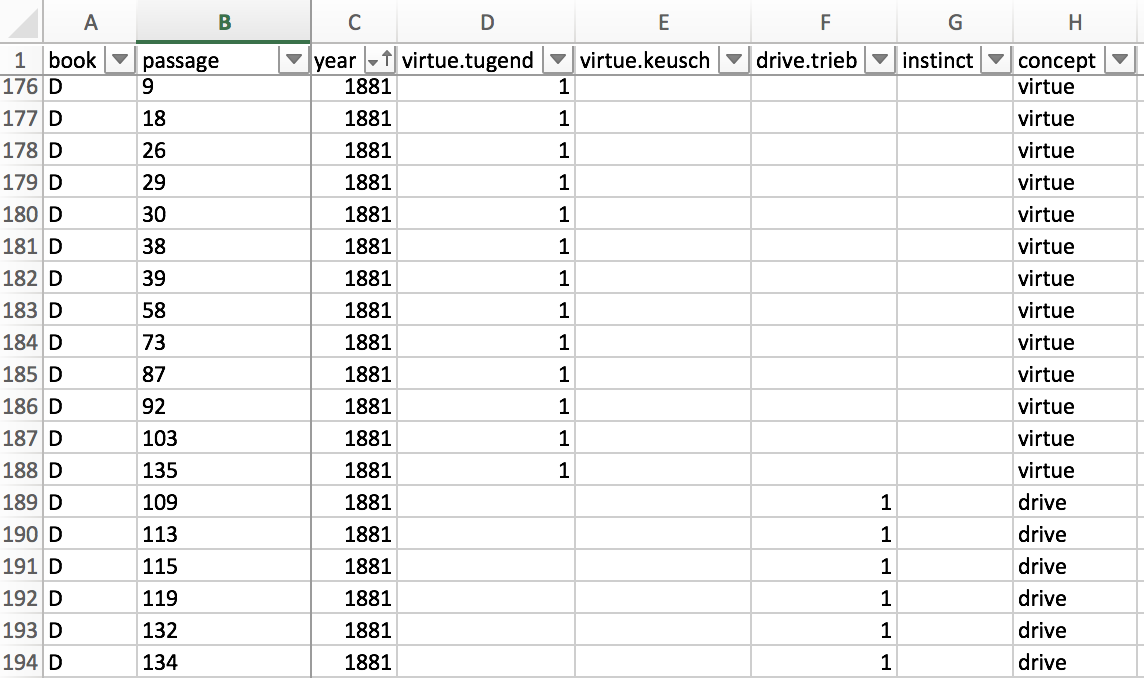 A B C D E F G H
1 book passage year virtue.tugend virtue.keusch drive.trieb instinct concept
176 D 9 1881 1 virtue
177 D 18 1881 1 virtue
178 D 26 1881 1 virtue
179 D 29 1881 1 virtue
180 D 30 1881 1 virtue
181 D 38 1881 1 virtue
182 D 39 1881 1 virtue
183 D 58 1881 1 virtue
184 D 73 1881 1 virtue
185 D 87 1881 1 virtue
186 D 92 1881 1 virtue
187 D 103 1881 1 virtue
188 D 135 1881 1 virtue
189 D 109 1881 1 drive
190 D 113 1881 1 drive
191 D 115 1881 1 drive
192 D 119 1881 1 drive
193 D 132 1881 1 drive
194 D 134 1881 1 drive